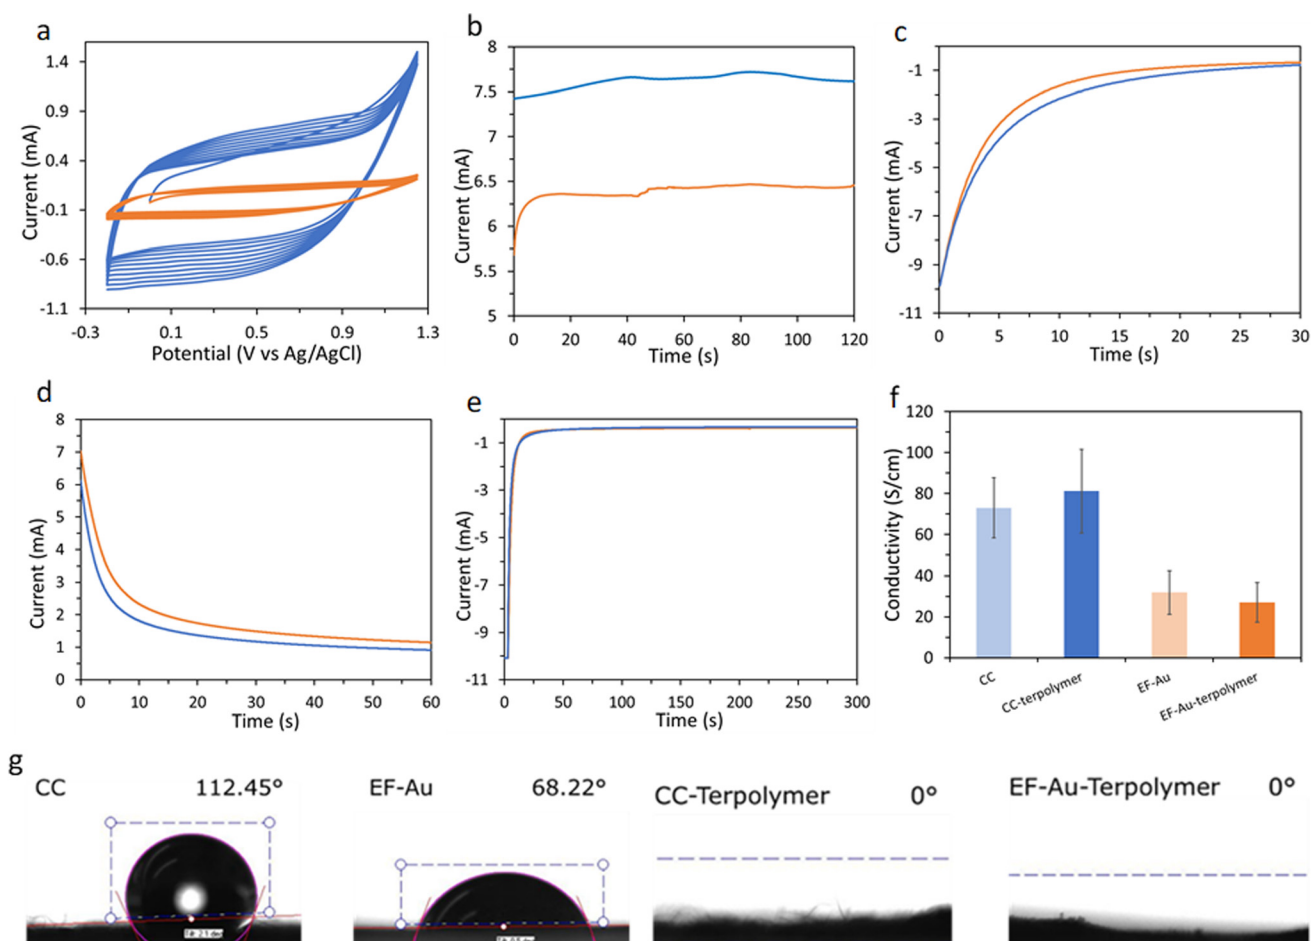 a
Current (mA)
1.4
0.9
0.4
-0.1
-0.6
-1.1
-0.3
0.1
0.5
0.9
1.3
Potential (V vs Ag/AgCl)
b
Current (mA)
8
7.5
7
6.5
6
5.5
5
0
20
40
60
80
100
120
Time (s)
c
Current (mA)
-1
-3
-5
-7
-9
-11
0
5
10
15
20
25
30
Time (s)
d
Current (mA)
8
7
6
5
4
3
2
1
0
0
10
20
30
40
50
60
Time (s)
e
Current (mA)
-1
-3
-5
-7
-9
-11
0
50
100
150
200
250
300
Time (s)
f
Conductivity (S/cm)
120
100
80
60
40
20
0
CC
CC-terpolymer
EF-Au
EF-Au-terpolymer
g
CC 112.45°
EF-Au 68.22°
CC-Terpolymer 0°
EF-Au-Terpolymer 0°